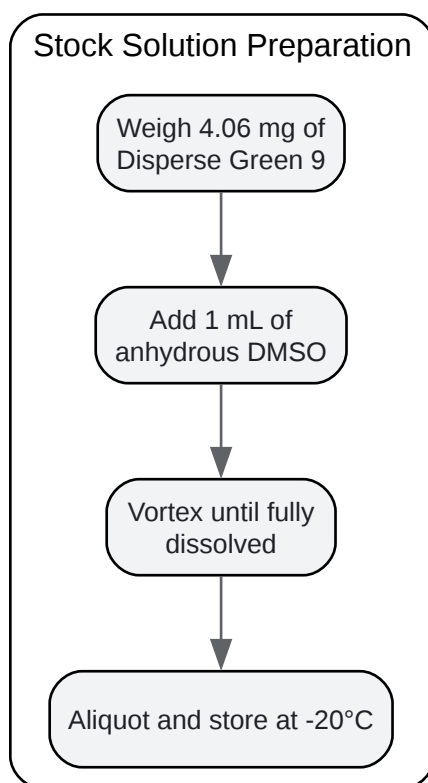 Stock Solution Preparation
Weigh 4.06 mg of
Disperse Green 9
Add 1 mL of
anhydrous DMSO
Vortex until fully
dissolved
Aliquot and store at -20°C